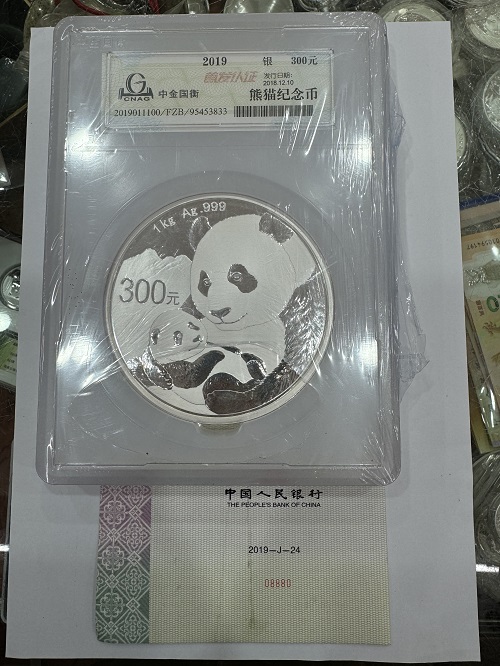 2019 银 300元
首发认证 发行日期:
2018.12.10
CNAG 中金国衡 熊猫纪念币
2019011100/FZB/95453833
1kg Ag.999
300元
中国人民银行
THE PEOPLE'S BANK OF CHINA
2019-J-24
08880